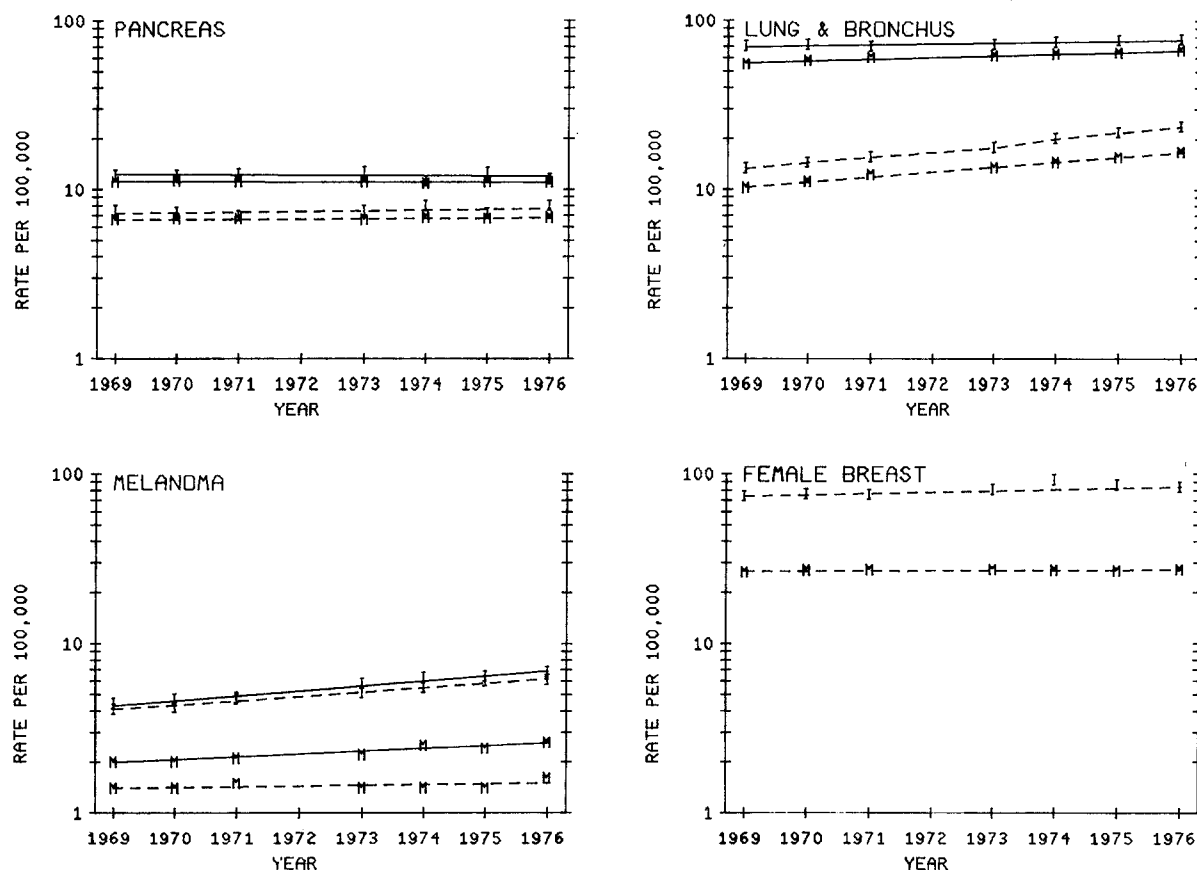 PANCREAS
100
10
1
RATE PER 100,000
1969 1970 1971 1972 1973 1974 1975 1976
YEAR
LUNG & BRONCHUS
100
10
1
RATE PER 100,000
1969 1970 1971 1972 1973 1974 1975 1976
YEAR
MELANOMA
100
10
1
RATE PER 100,000
1969 1970 1971 1972 1973 1974 1975 1976
YEAR
FEMALE BREAST
100
10
1
RATE PER 100,000
1969 1970 1971 1972 1973 1974 1975 1976
YEAR